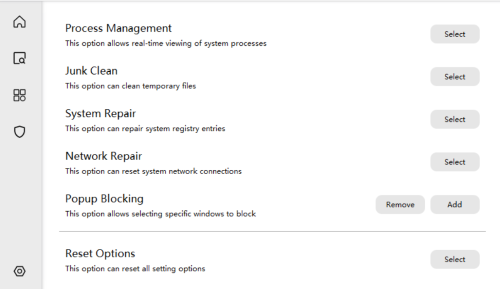 Process Management
This option allows real-time viewing of system processes
Select
Junk Clean
This option can clean temporary files
Select
System Repair
This option can repair system registry entries
Select
Network Repair
This option can reset system network connections
Select
Popup Blocking
This option allows selecting specific windows to block
Remove
Add
Reset Options
This option can reset all setting options
Select